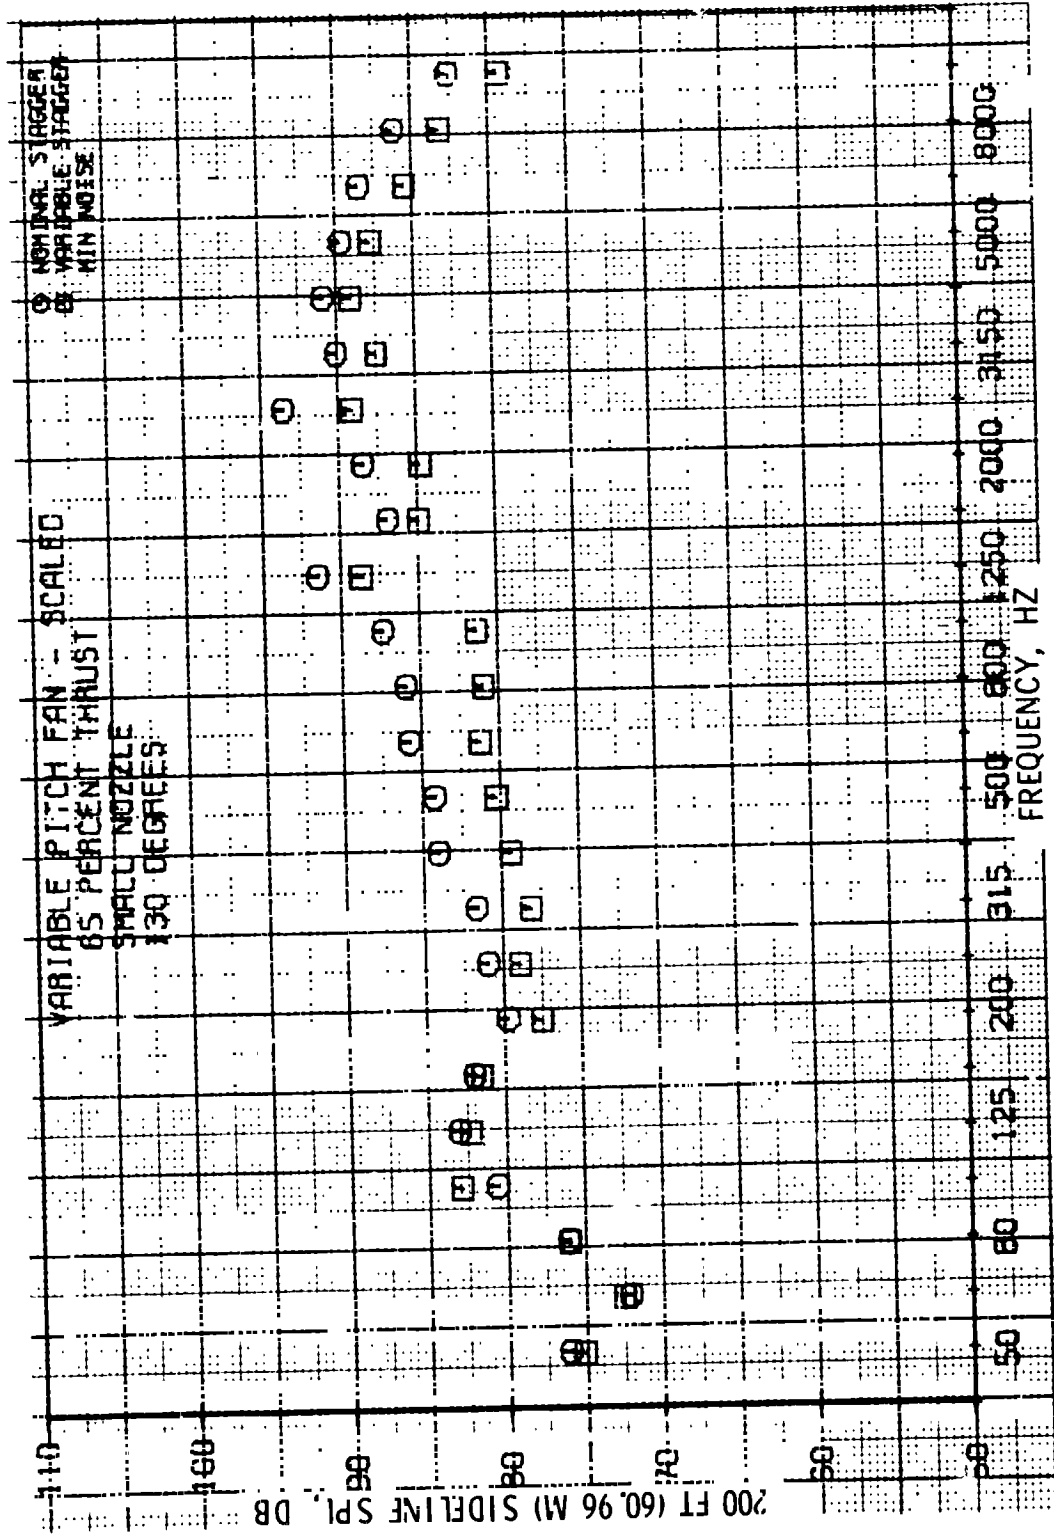 VARIABLE PITCH FAN - SCALED
65 PERCENT THRUST
SMALL NOZZLE
130 DEGREES
NOMINAL STAGGER
VARIABLE STAGGER
MIN NOISE
110
100
90
80
70
60
50
200 FT (60.96 M) SIDELINE SPL, DB
50
80
125
200
315
500
800
1250
2000
3150
5000
8000
FREQUENCY, HZ